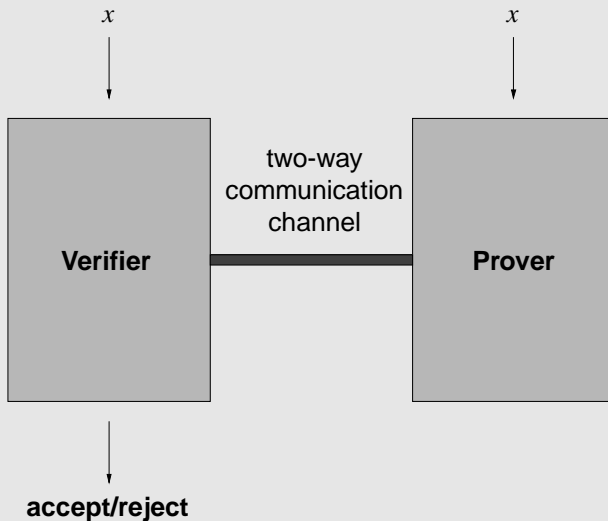 x
x
two-way
communication
channel
Verifier
Prover
accept/reject